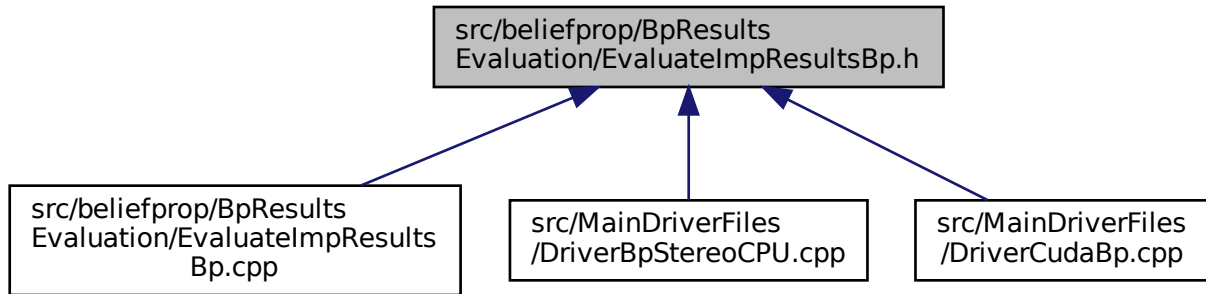 src/beliefprop/BpResults
Evaluation/EvaluateImpResultsBp.h
src/beliefprop/BpResults
Evaluation/EvaluateImpResults
Bp.cpp
src/MainDriverFiles
/DriverBpStereoCPU.cpp
src/MainDriverFiles
/DriverCudaBp.cpp